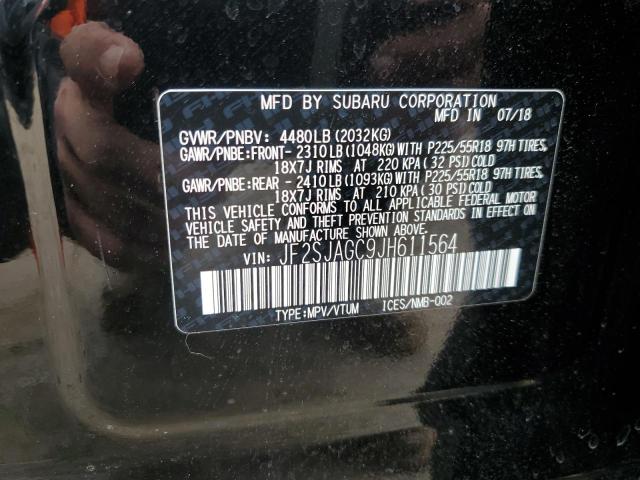 MFD BY SUBARU CORPORATION
MFD IN 07/18
GVWR/PNBV: 4480LB (2032KG)
GAWR/PNBE:FRONT-2310LB(1048KG)WITH P225/55R18 97H TIRES,
18X7J RIMS AT 220 KPA(32 PSI)COLD
GAWR/PNBE:REAR -2410LB(1093KG)WITH P225/55R18 97H TIRES,
18X7J RIMS AT 210 KPA(30 PSI)COLD
THIS VEHICLE CONFORMS TO ALL APPLICABLE FEDERAL MOTOR
VEHICLE SAFETY AND THEFT PREVENTION STANDARDS IN EFFECT ON
THE DATE OF MANUFACTURE SHOWN ABOVE.
VIN: JF2SJAGC9JH611564
TYPE:MPV/VTUM ICES/NMB-002